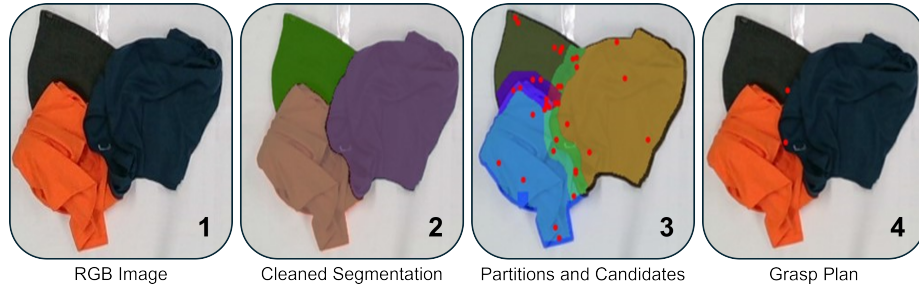 1
2
3
4
RGB Image
Cleaned Segmentation
Partitions and Candidates
Grasp Plan